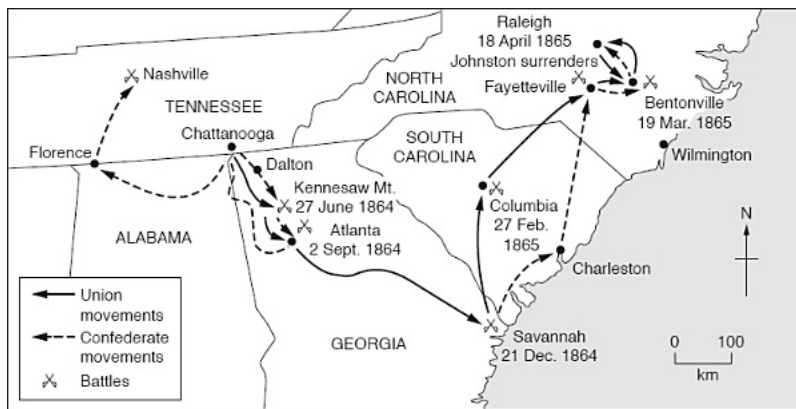 Raleigh
18 April 1865
Johnston surrenders
Nashville
NORTH
CAROLINA
Fayetteville
Bentonville
19 Mar. 1865
TENNESSEE
Chattanooga
Florence
Dalton
SOUTH
CAROLINA
Wilmington
Kennesaw Mt.
27 June 1864
Columbia
27 Feb.
1865
Atlanta
2 Sept. 1864
ALABAMA
N
Charleston
Union
movements
Confederate
movements
Battles
GEORGIA
Savannah
21 Dec. 1864
0 100
km